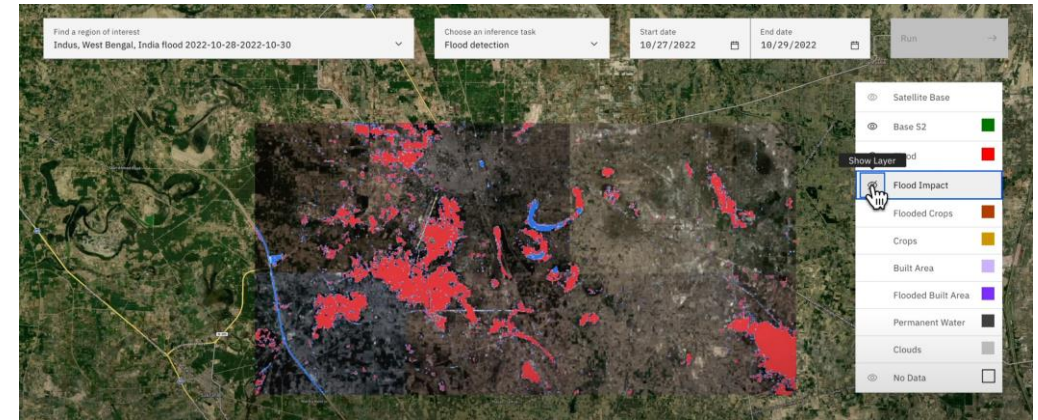 Find a region of interest
Indus, West Bengal, India flood 2022-10-28-2022-10-30
Choose an inference task
Flood detection
Start date
10/27/2022
End date
10/29/2022
Run
Satellite Base
Base S2
Show Layer
Flood Impact
Flooded Crops
Crops
Built Area
Flooded Built Area
Permanent Water
Clouds
No Data